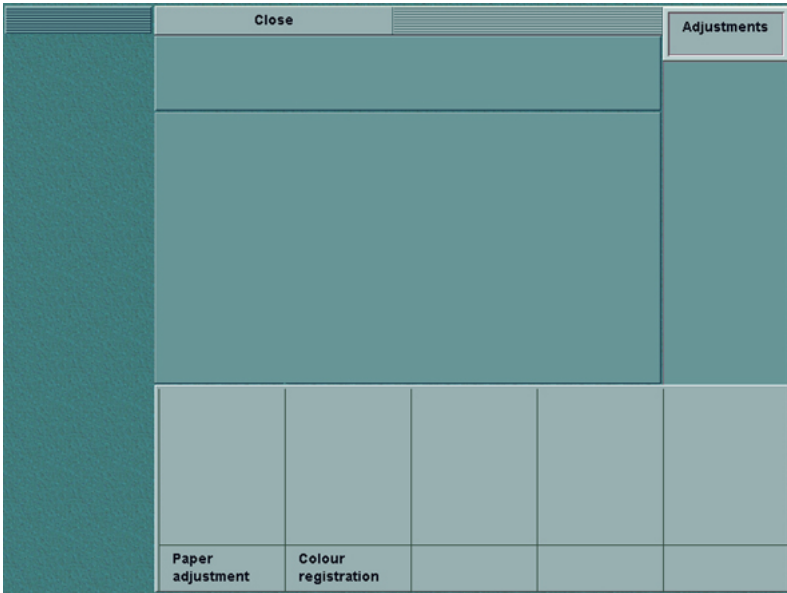 Close
Adjustments
Paper
adjustment
Colour
registration